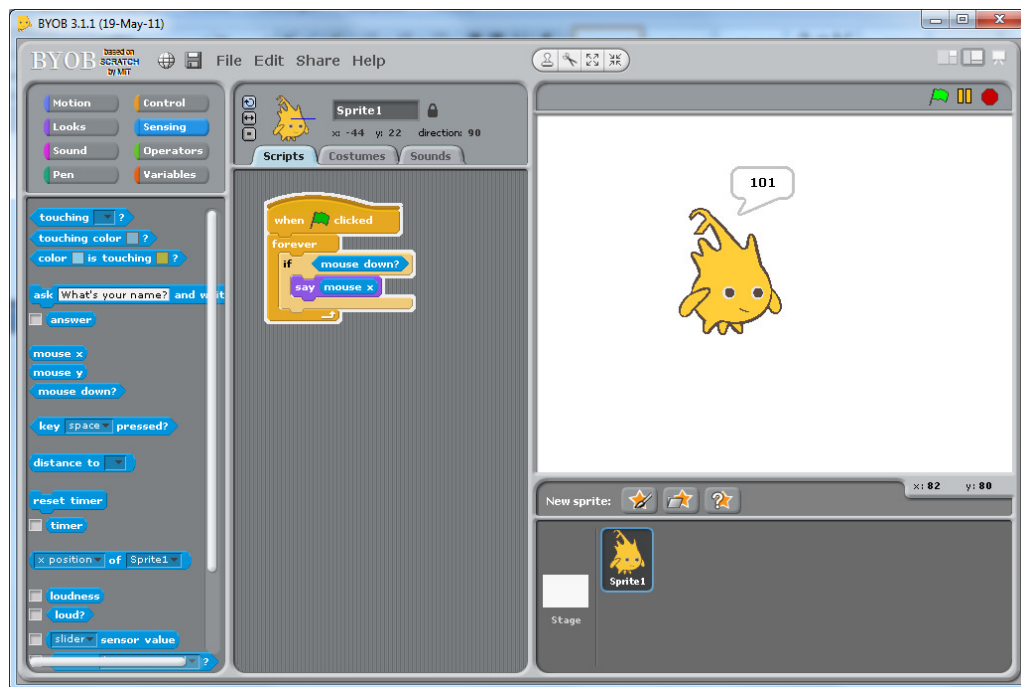 BYOB 3.1.1 (19-May-11)
BYOB based on SCRATCH by MIT File Edit Share Help
Motion Control
Looks Sensing
Sound Operators
Pen Variables
Sprite1
x: -44 y: 22 direction: 90
Scripts Costumes Sounds
touching ?
touching color ?
color is touching ?
ask What's your name? and wait
answer
mouse x
mouse y
mouse down?
key space pressed?
distance to
reset timer
timer
x position of Sprite1
loudness
loud?
slider sensor value
?
when clicked
forever
if mouse down?
say mouse x
101
x: 82 y: 80
New sprite:
Sprite1
Stage